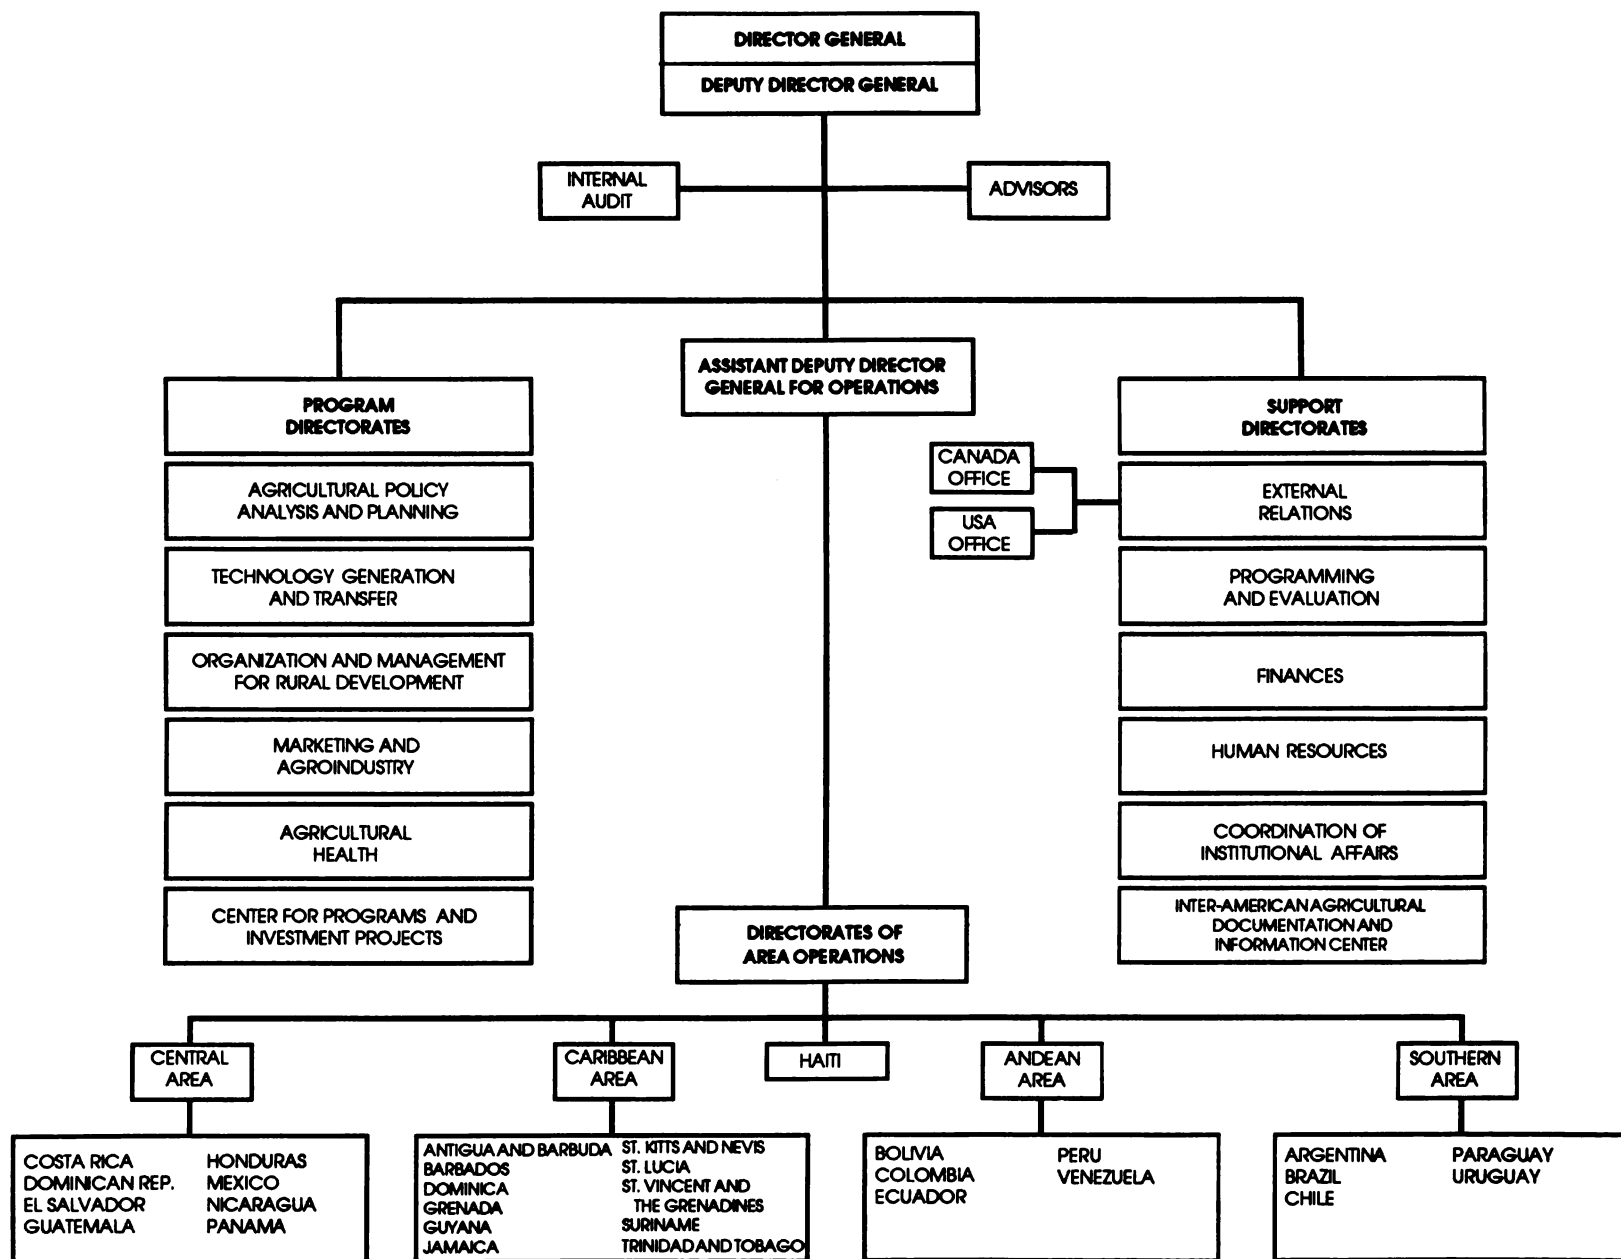 DIRECTOR GENERAL
DEPUTY DIRECTOR GENERAL
INTERNAL
AUDIT
ADVISORS
ASSISTANT DEPUTY DIRECTOR
GENERAL FOR OPERATIONS
PROGRAM
DIRECTORATES
AGRICULTURAL POLICY
ANALYSIS AND PLANNING
TECHNOLOGY GENERATION
AND TRANSFER
ORGANIZATION AND MANAGEMENT
FOR RURAL DEVELOPMENT
MARKETING AND
AGROINDUSTRY
AGRICULTURAL
HEALTH
CENTER FOR PROGRAMS AND
INVESTMENT PROJECTS
SUPPORT
DIRECTORATES
CANADA
OFFICE
USA
OFFICE
EXTERNAL
RELATIONS
PROGRAMMING
AND EVALUATION
FINANCES
HUMAN RESOURCES
COORDINATION OF
INSTITUTIONAL AFFAIRS
INTER-AMERICAN AGRICULTURAL
DOCUMENTATION AND
INFORMATION CENTER
DIRECTORATES OF
AREA OPERATIONS
CENTRAL
AREA
COSTA RICA
DOMINICAN REP.
EL SALVADOR
GUATEMALA
HONDURAS
MEXICO
NICARAGUA
PANAMA
CARIBBEAN
AREA
ANTIGUA AND BARBUDA
BARBADOS
DOMINICA
GRENADA
GUYANA
JAMAICA
ST. KITTS AND NEVIS
ST. LUCIA
ST. VINCENT AND
THE GRENADINES
SURINAME
TRINIDAD AND TOBAGO
HAITI
ANDEAN
AREA
BOLIVIA
COLOMBIA
ECUADOR
PERU
VENEZUELA
SOUTHERN
AREA
ARGENTINA
BRAZIL
CHILE
PARAGUAY
URUGUAY